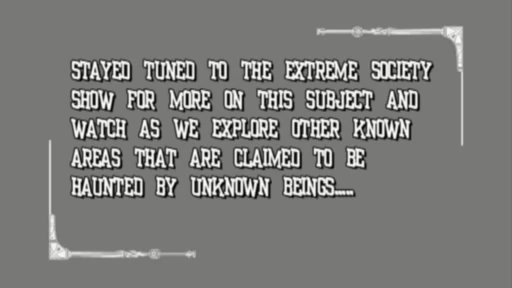 STAYED TUNED TO THE EXTREME SOCIETY
SHOW FOR MORE ON THIS SUBJECT AND
WATCH AS WE EXPLORE OTHER KNOWN
AREAS THAT ARE CLAIMED TO BE
HAUNTED BY UNKNOWN BEINGS.....